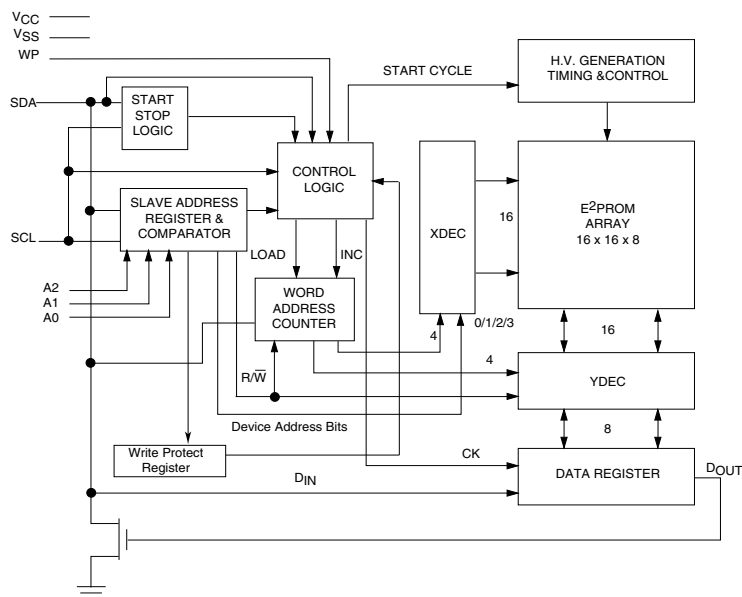 VCC
VSS
WP
SDA
START
STOP
LOGIC
START CYCLE
H.V. GENERATION
TIMING &CONTROL
CONTROL
LOGIC
SLAVE ADDRESS
REGISTER &
COMPARATOR
SCL
A2
A1
A0
LOAD
INC
WORD
ADDRESS
COUNTER
XDEC
16
E2PROM
ARRAY
16 x 16 x 8
0/1/2/3
4
16
4
YDEC
R/W̅
Device Address Bits
8
Write Protect
Register
CK
DIN
DATA REGISTER
DOUT